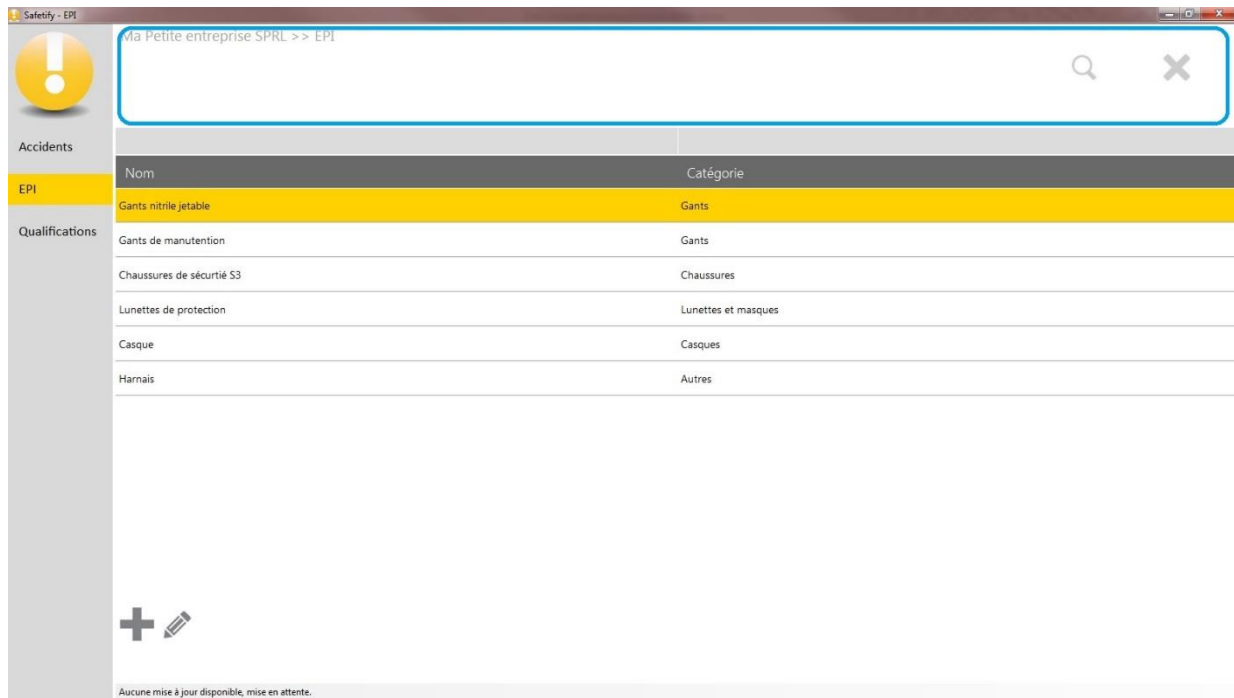 Safetify - EPI
Ma Petite entreprise SPRL >> EPI
Accidents
EPI
Qualifications
Nom Catégorie
Gants nitrile jetable Gants
Gants de manutention Gants
Chaussures de sécurtié S3 Chaussures
Lunettes de protection Lunettes et masques
Casque Casques
Harnais Autres
Aucune mise à jour disponible, mise en attente.